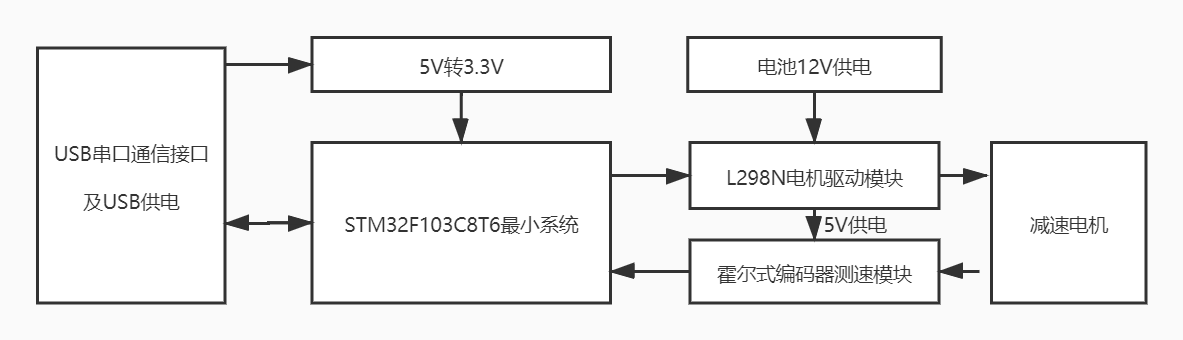 5V转3.3V
电池12V供电
USB串口通信接口
及USB供电
STM32F103C8T6最小系统
L298N电机驱动模块
5V供电
霍尔式编码器测速模块
减速电机